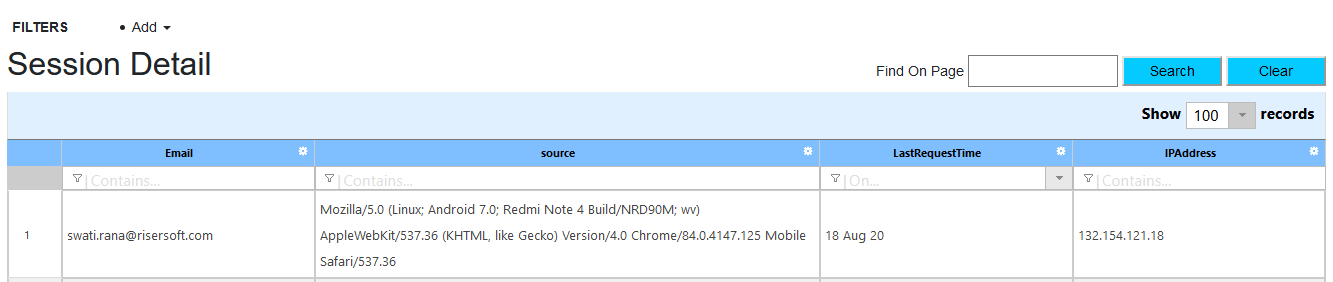 FILTERS • Add
Session Detail
Find On Page Search Clear
Show 100 records
Email source LastRequestTime IPAddress
Contains... Contains... On... Contains...
Mozilla/5.0 (Linux; Android 7.0; Redmi Note 4 Build/NRD90M; wv)
1 swati.rana@risersoft.com AppleWebKit/537.36 (KHTML, like Gecko) Version/4.0 Chrome/84.0.4147.125 Mobile 18 Aug 20 132.154.121.18
Safari/537.36